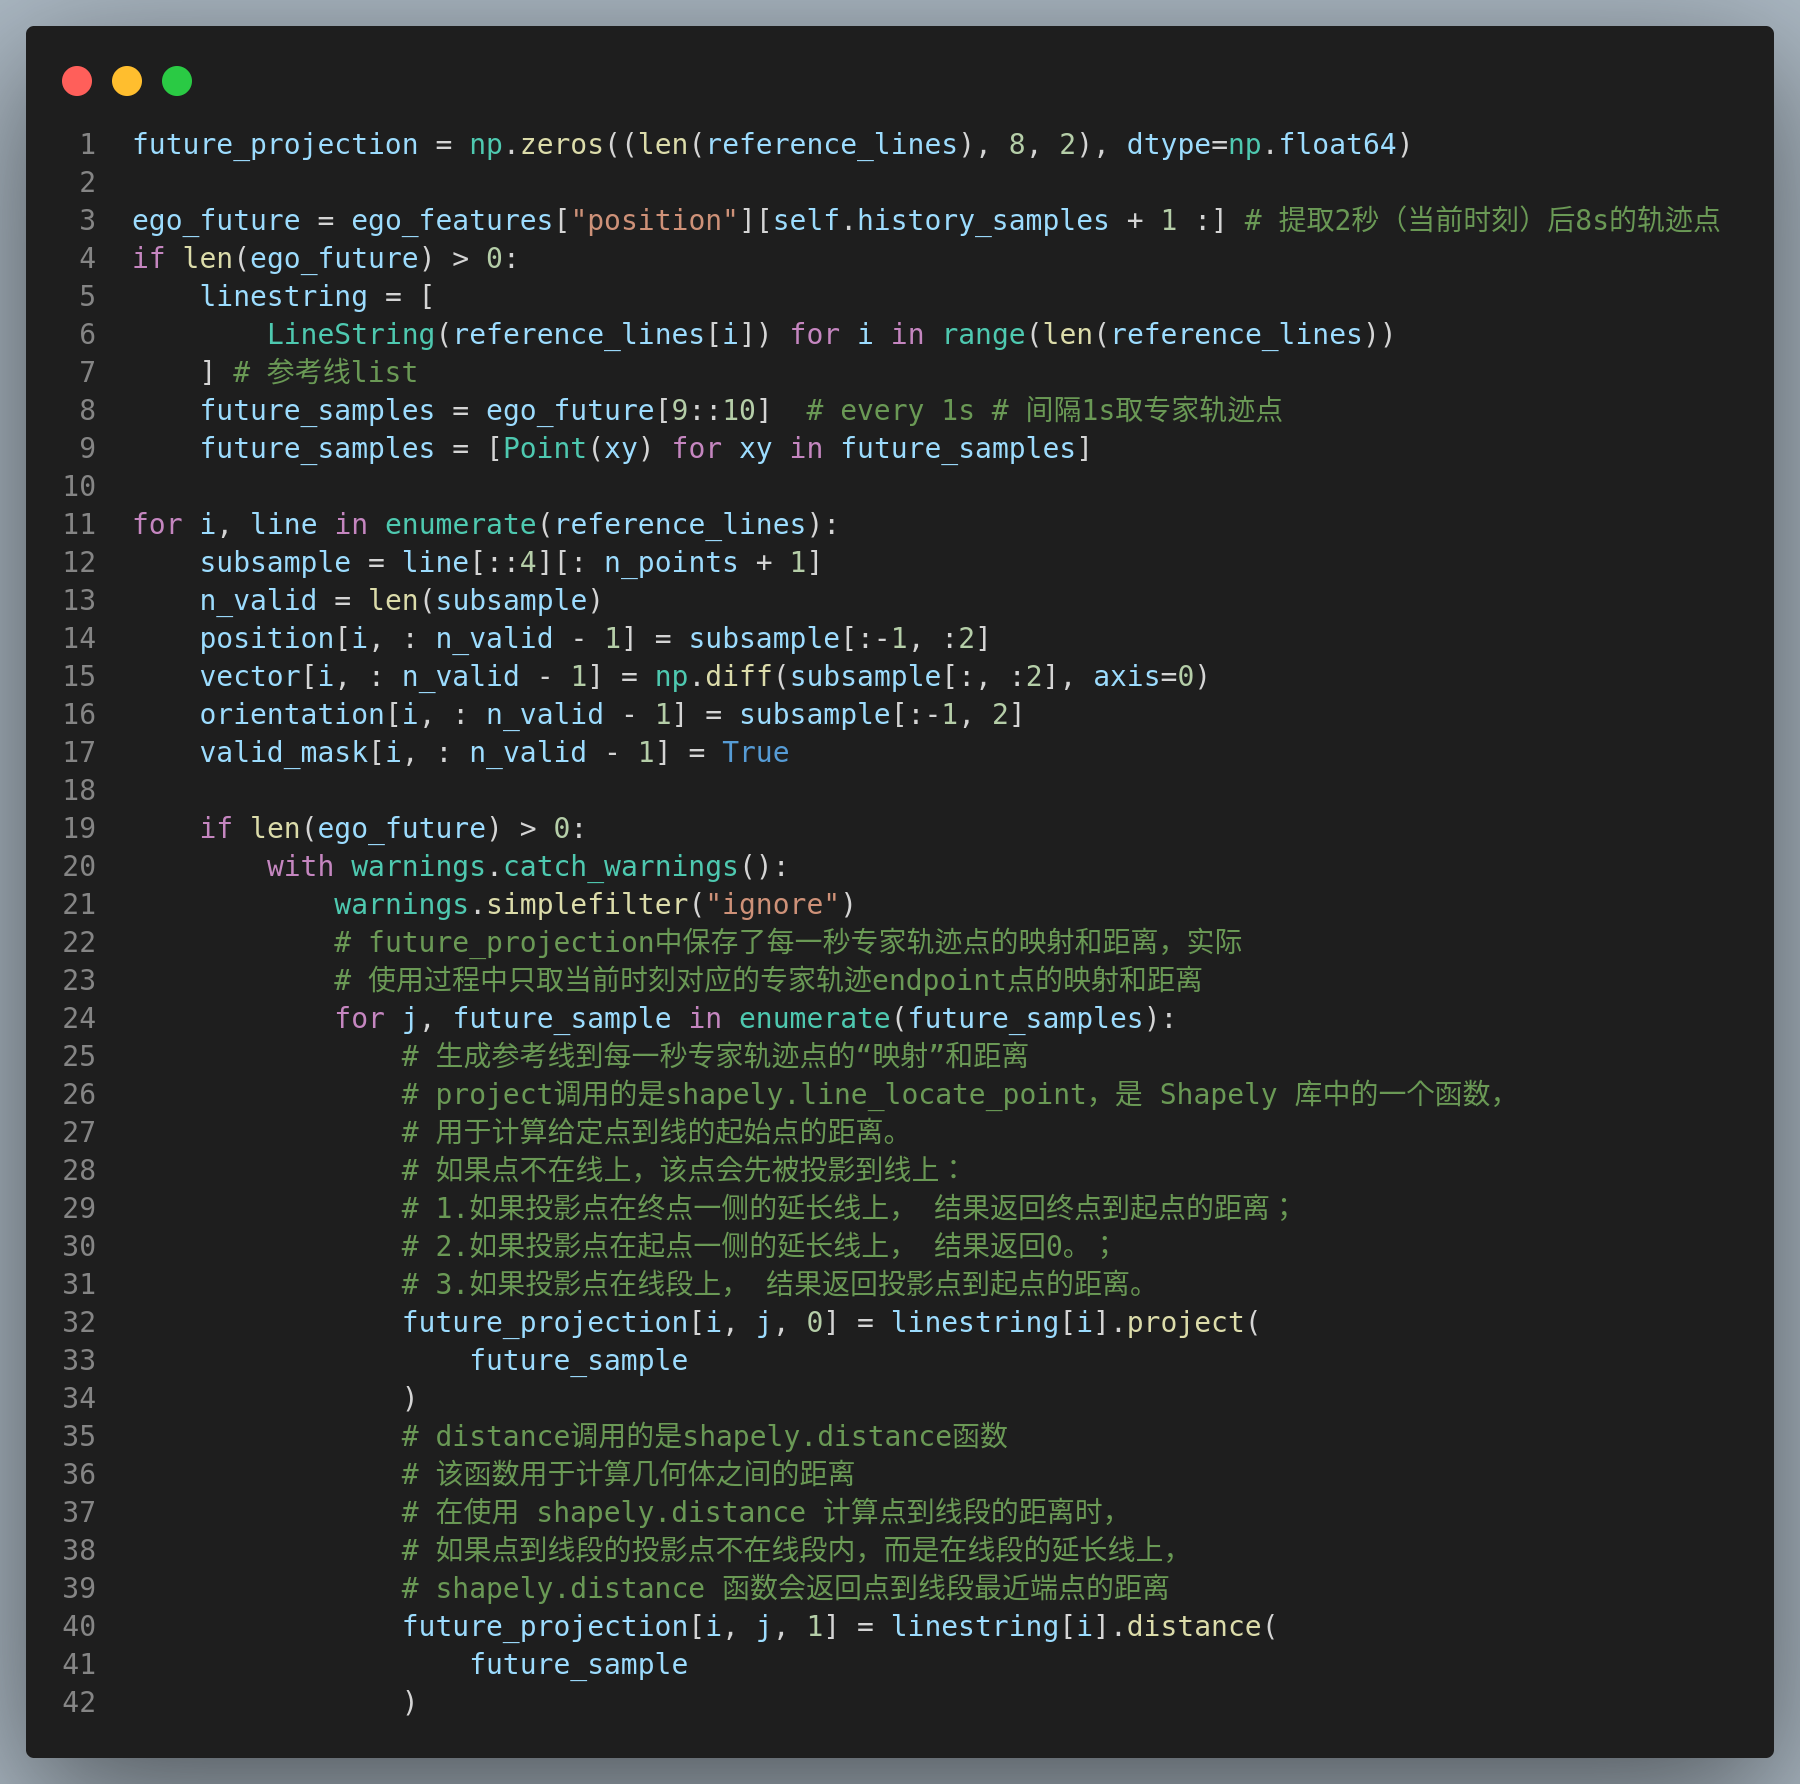 1 future_projection = np.zeros((len(reference_lines), 8, 2), dtype=np.float64)
2
3 ego_future = ego_features["position"][self.history_samples + 1 :] # 提取2秒（当前时刻）后8s的轨迹点
4 if len(ego_future) > 0:
5     linestring = [
6         LineString(reference_lines[i]) for i in range(len(reference_lines))
7     ] # 参考线list
8     future_samples = ego_future[9::10]  # every 1s # 间隔1s取专家轨迹点
9     future_samples = [Point(xy) for xy in future_samples]
10
11 for i, line in enumerate(reference_lines):
12     subsample = line[::4][: n_points + 1]
13     n_valid = len(subsample)
14     position[i, : n_valid - 1] = subsample[:-1, :2]
15     vector[i, : n_valid - 1] = np.diff(subsample[:, :2], axis=0)
16     orientation[i, : n_valid - 1] = subsample[:-1, 2]
17     valid_mask[i, : n_valid - 1] = True
18
19     if len(ego_future) > 0:
20         with warnings.catch_warnings():
21             warnings.simplefilter("ignore")
22             # future_projection中保存了每一秒专家轨迹点的映射和距离，实际
23             # 使用过程中只取当前时刻对应的专家轨迹endpoint点的映射和距离
24             for j, future_sample in enumerate(future_samples):
25                 # 生成参考线到每一秒专家轨迹点的“映射”和距离
26                 # project调用的是shapely.line_locate_point，是 Shapely 库中的一个函数，
27                 # 用于计算给定点到线的起始点的距离。
28                 # 如果点不在线上，该点会先被投影到线上：
29                 # 1.如果投影点在终点一侧的延长线上， 结果返回终点到起点的距离；
30                 # 2.如果投影点在起点一侧的延长线上， 结果返回0。；
31                 # 3.如果投影点在线段上， 结果返回投影点到起点的距离。
32                 future_projection[i, j, 0] = linestring[i].project(
33                     future_sample
34                 )
35                 # distance调用的是shapely.distance函数
36                 # 该函数用于计算几何体之间的距离
37                 # 在使用 shapely.distance 计算点到线段的距离时，
38                 # 如果点到线段的投影点不在线段内，而是在线段的延长线上，
39                 # shapely.distance 函数会返回点到线段最近端点的距离
40                 future_projection[i, j, 1] = linestring[i].distance(
41                     future_sample
42                 )